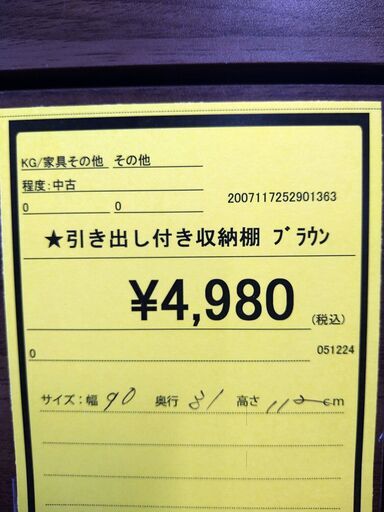 KG/家具その他 その他
程度:中古
0 0 2007117252901363
★引き出し付き収納棚 ﾌﾞﾗｳﾝ
¥4,980 (税込)
0 051224
サイズ:幅 90 奥行 31 高さ cm